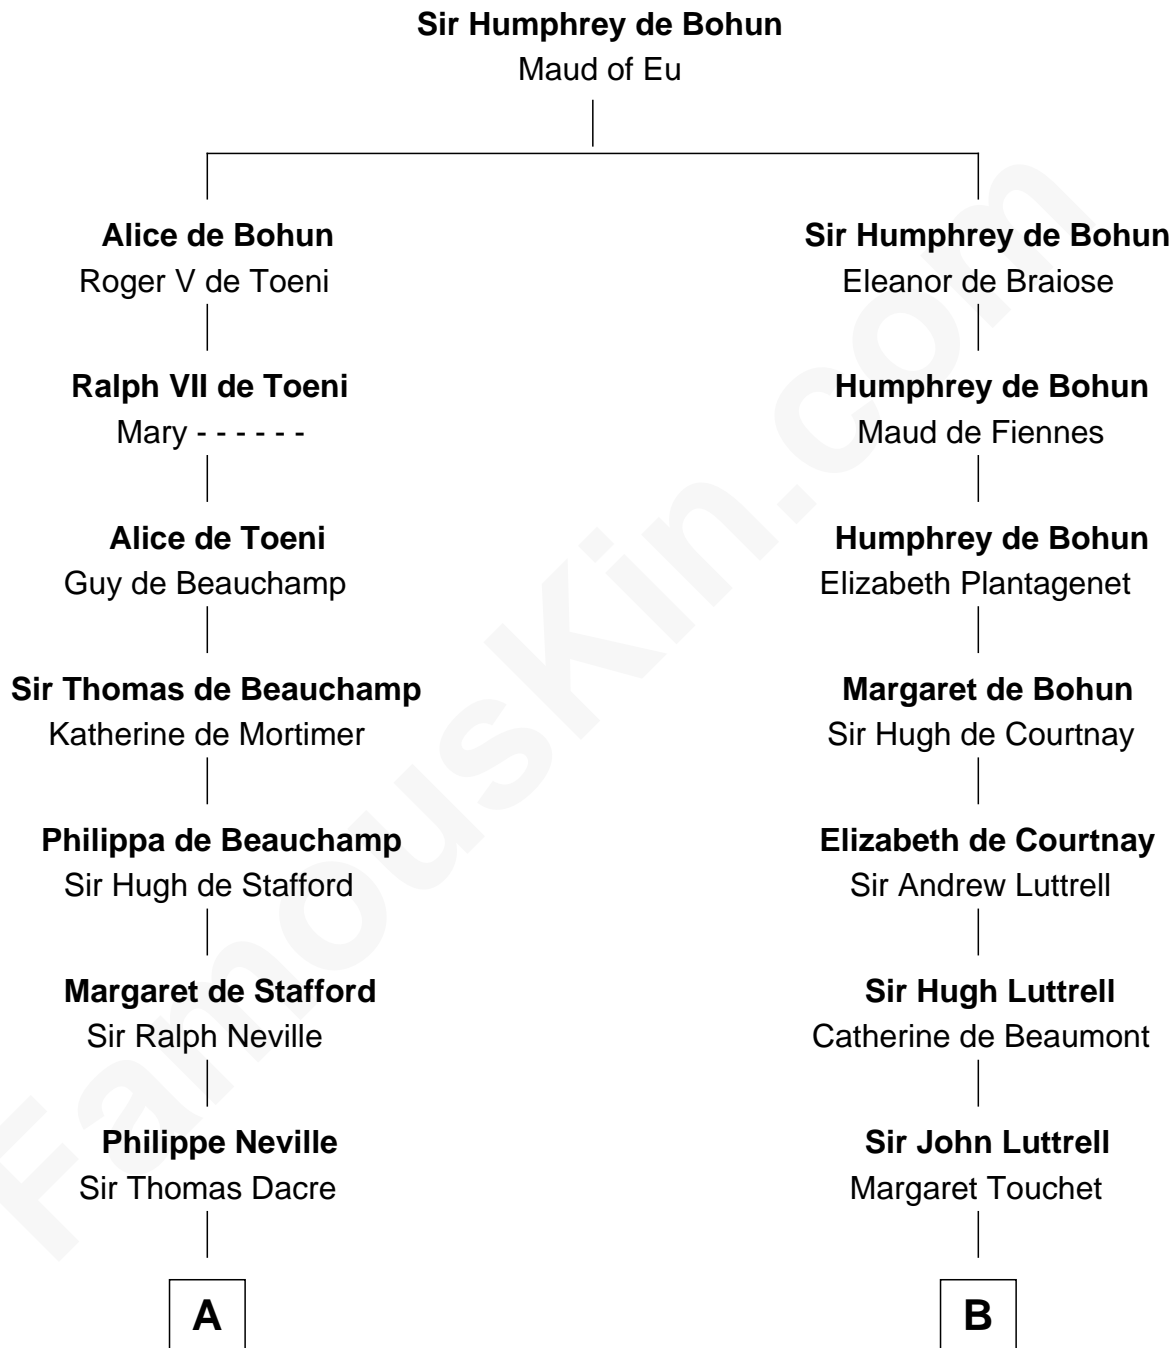 Sir Humphrey de Bohun
Maud of Eu
Alice de Bohun
Roger V de Toeni
Sir Humphrey de Bohun
Eleanor de Braiose
Ralph VII de Toeni
Mary - - - - - -
Humphrey de Bohun
Maud de Fiennes
Alice de Toeni
Guy de Beauchamp
Humphrey de Bohun
Elizabeth Plantagenet
Sir Thomas de Beauchamp
Katherine de Mortimer
Margaret de Bohun
Sir Hugh de Courtnay
Philippa de Beauchamp
Sir Hugh de Stafford
Elizabeth de Courtnay
Sir Andrew Luttrell
Margaret de Stafford
Sir Ralph Neville
Sir Hugh Luttrell
Catherine de Beaumont
Philippe Neville
Sir Thomas Dacre
Sir John Luttrell
Margaret Touchet
A
B
FamousKin.com